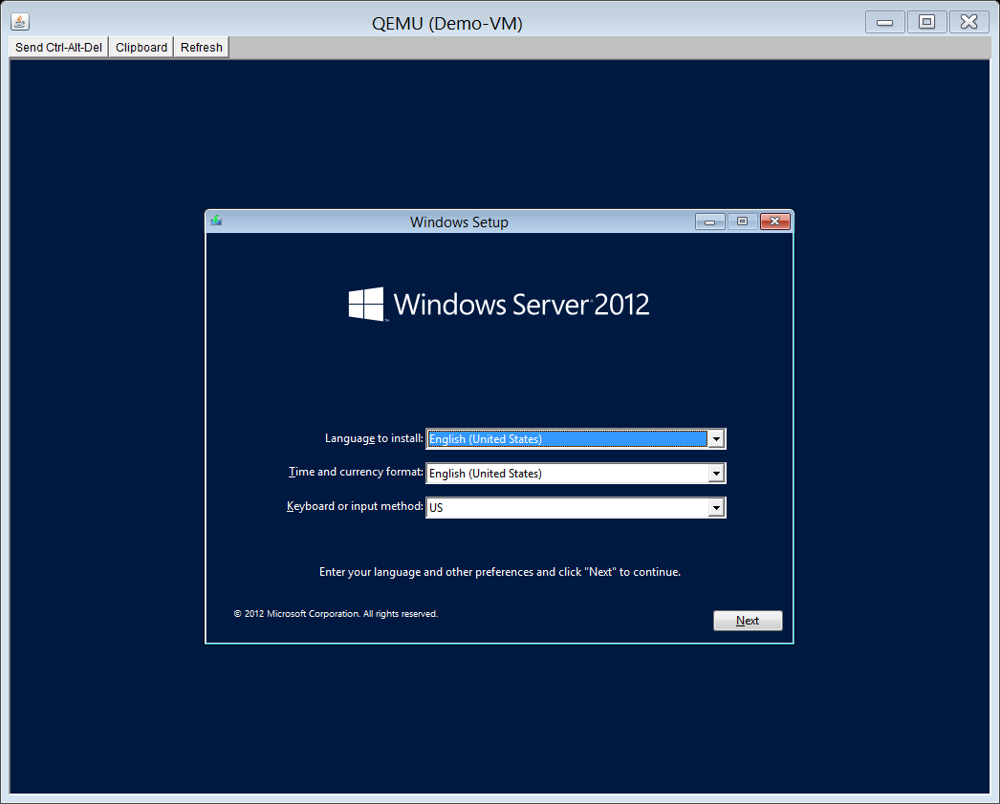 QEMU (Demo-VM)
Send Ctrl-Alt-Del Clipboard Refresh
Windows Setup
Windows Server 2012
Language to install: English (United States)
Time and currency format: English (United States)
Keyboard or input method: US
Enter your language and other preferences and click "Next" to continue.
© 2012 Microsoft Corporation. All rights reserved.
Next